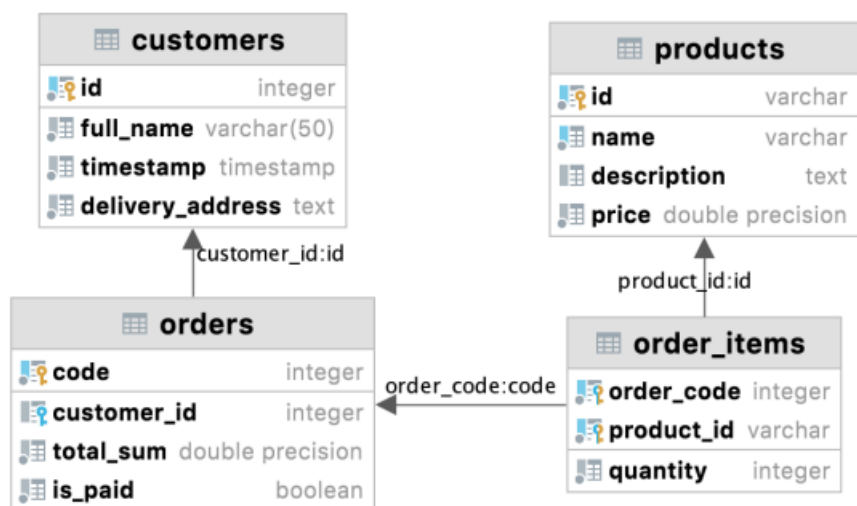 customers
id integer
full_name varchar(50)
timestamp timestamp
delivery_address text
products
id varchar
name varchar
description text
price double precision
customer_id:id
product_id:id
orders
code integer
customer_id integer
total_sum double precision
is_paid boolean
order_code:code
order_items
order_code integer
product_id varchar
quantity integer